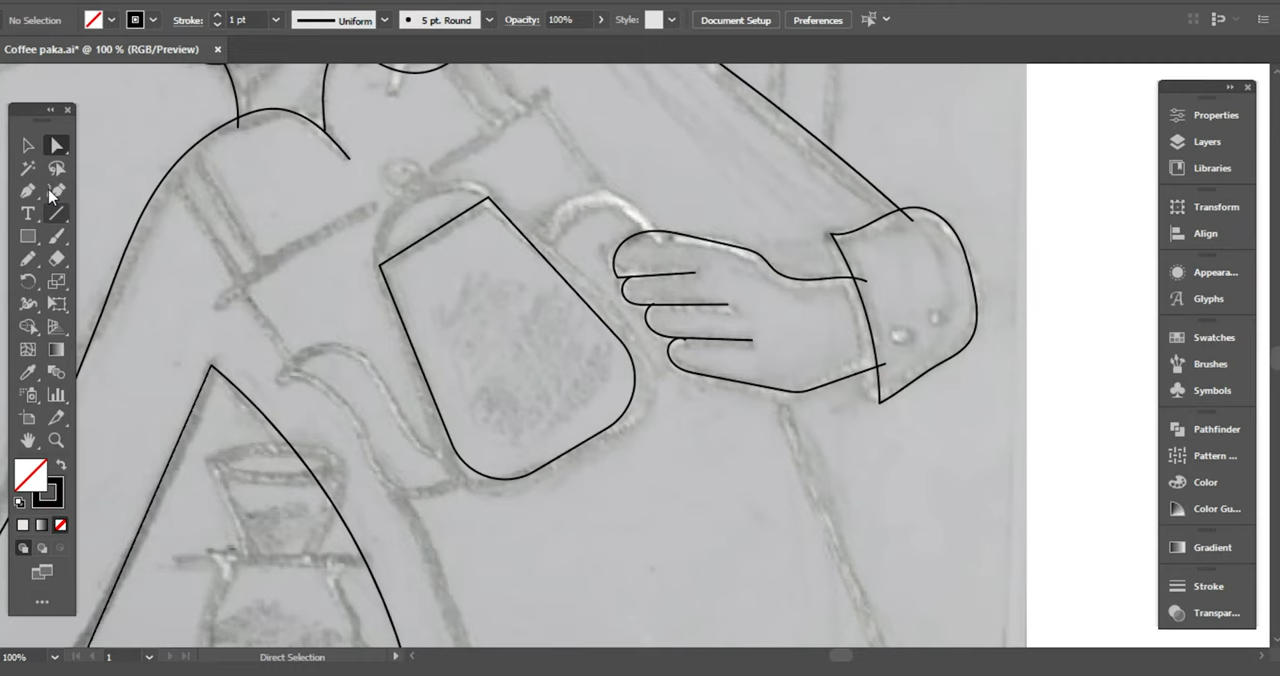 No Selection Stroke: 1 pt Uniform 5 pt. Round Opacity: 100% Style: Document Setup Preferences
Coffee paka.ai* @ 100 % (RGB/Preview) ×
Properties
Layers
Libraries
Transform
Align
Appeara...
Glyphs
Swatches
Brushes
Symbols
Pathfinder
Pattern ...
Color
Color Gu...
Gradient
Stroke
Transpar...
100% 1 Direct Selection